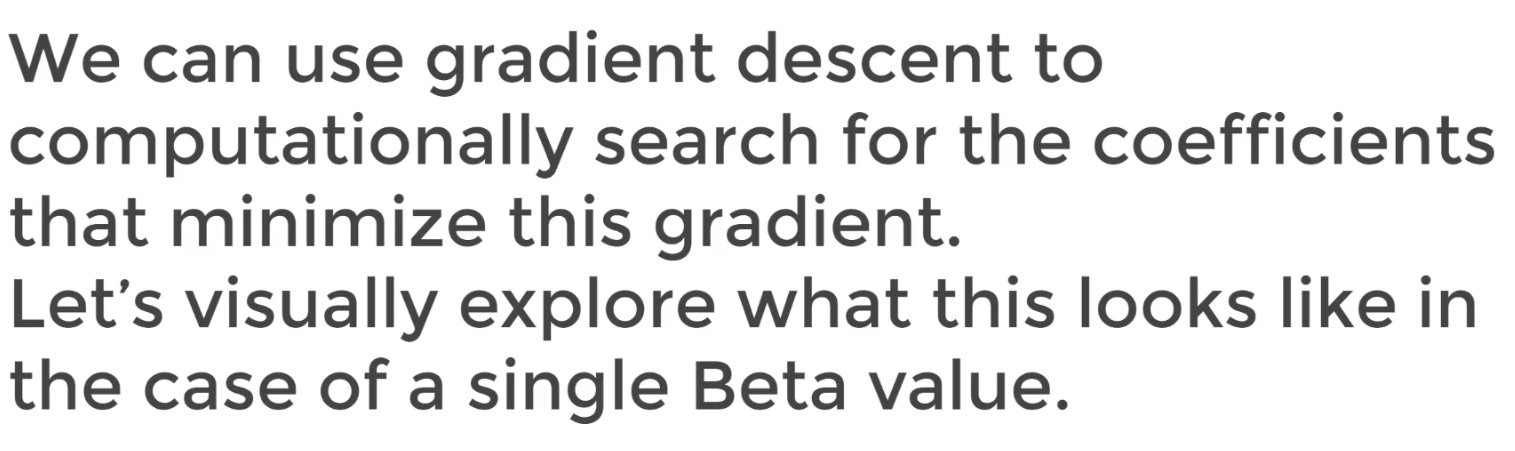 We can use gradient descent to
computationally search for the coefficients
that minimize this gradient.
Let’s visually explore what this looks like in
the case of a single Beta value.